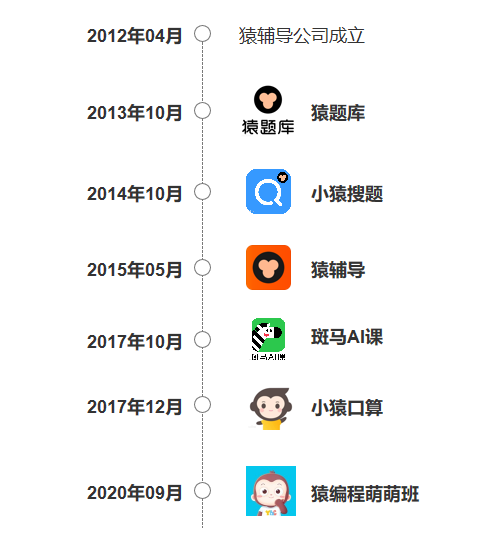 2012年04月 猿辅导公司成立
2013年10月 猿题库 猿题库
2014年10月 小猿搜题
2015年05月 猿辅导
2017年10月 斑马AI课 斑马AI课
2017年12月 小猿口算
2020年09月 猿编程萌萌班